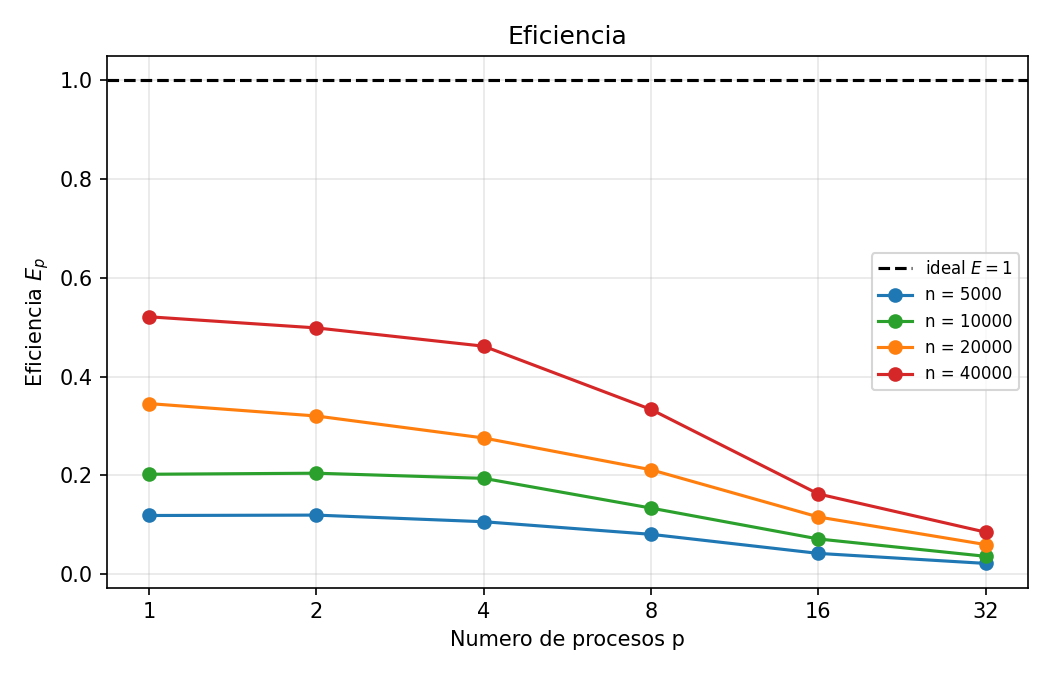 Eficiencia
1.0
0.8
0.6
0.4
0.2
0.0
Eficiencia E_p
ideal E = 1
n = 5000
n = 10000
n = 20000
n = 40000
1 2 4 8 16 32
Numero de procesos p